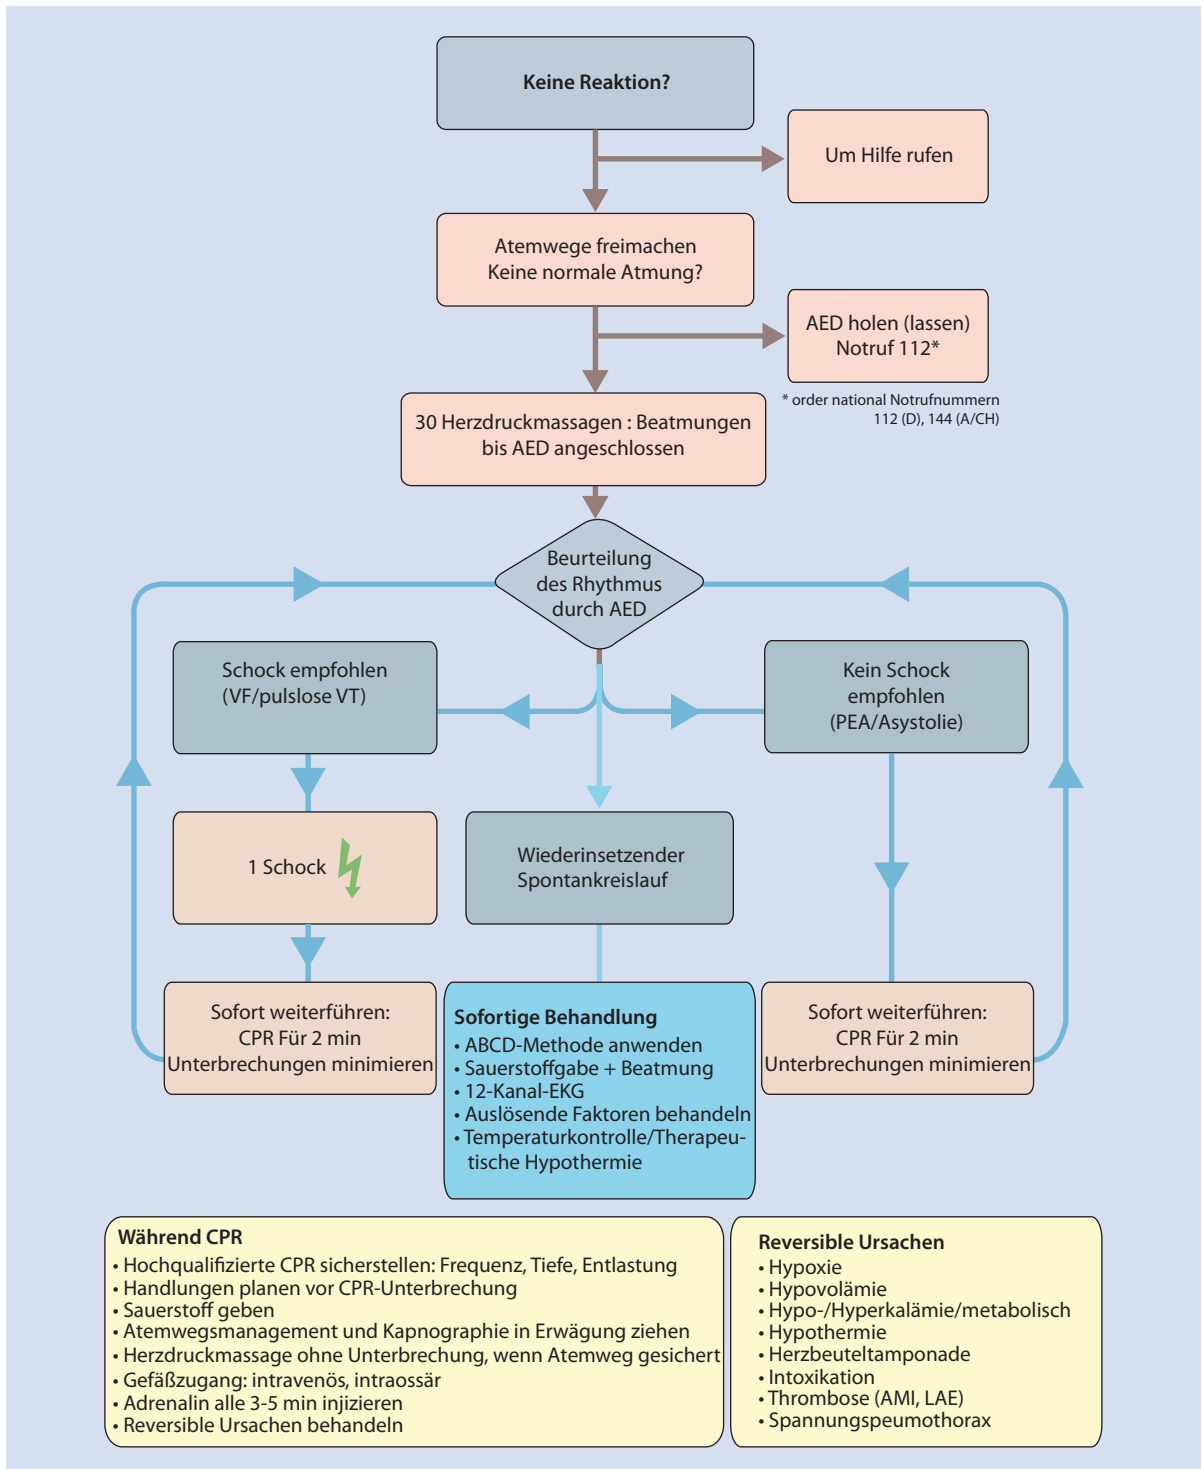 Keine Reaktion?
Um Hilfe rufen
Atemwege freimachen
Keine normale Atmung?
AED holen (lassen)
Notruf 112*
* order national Notrufnummern
112 (D), 144 (A/CH)
30 Herzdruckmassagen : Beatmungen
bis AED angeschlossen
Beurteilung
des Rhythmus
durch AED
Schock empfohlen
(VF/pulslose VT)
Kein Schock
empfohlen
(PEA/Asystolie)
1 Schock
Wiederinsetzender
Spontankreislauf
Sofort weiterführen:
CPR Für 2 min
Unterbrechungen minimieren
Sofortige Behandlung
• ABCD-Methode anwenden
• Sauerstoffgabe + Beatmung
• 12-Kanal-EKG
• Auslösende Faktoren behandeln
• Temperaturkontrolle/Therapeu-
tische Hypothermie
Sofort weiterführen:
CPR Für 2 min
Unterbrechungen minimieren
Während CPR
• Hochqualifizierte CPR sicherstellen: Frequenz, Tiefe, Entlastung
• Handlungen planen vor CPR-Unterbrechung
• Sauerstoff geben
• Atemwegsmanagement und Kapnographie in Erwägung ziehen
• Herzdruckmassage ohne Unterbrechung, wenn Atemweg gesichert
• Gefäßzugang: intravenös, intraossär
• Adrenalin alle 3-5 min injizieren
• Reversible Ursachen behandeln
Reversible Ursachen
• Hypoxie
• Hypovolämie
• Hypo-/Hyperkalämie/metabolisch
• Hypothermie
• Herzbeuteltamponade
• Intoxikation
• Thrombose (AMI, LAE)
• Spannungspeumothorax